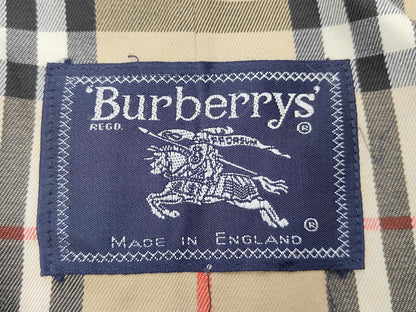 'Burberrys'
REGD. ®
PRORSUM
®
MADE IN ENGLAND